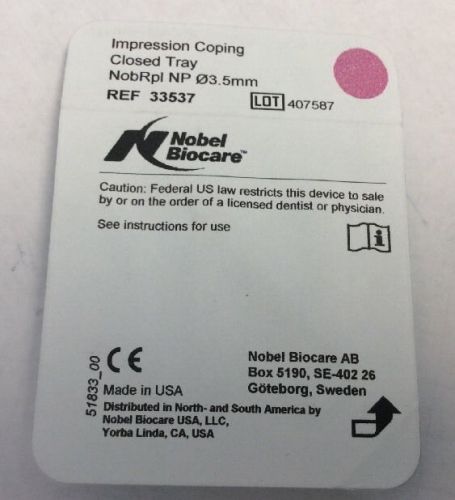 Impression Coping
Closed Tray
NobRpl NP Ø3.5mm
REF 33537
LOT 407587
Nobel
Biocare™
Caution: Federal US law restricts this device to sale
by or on the order of a licensed dentist or physician.
See instructions for use
i
51833_00
CE
Made in USA
Distributed in North- and South America by
Nobel Biocare USA, LLC,
Yorba Linda, CA, USA
Nobel Biocare AB
Box 5190, SE-402 26
Göteborg, Sweden